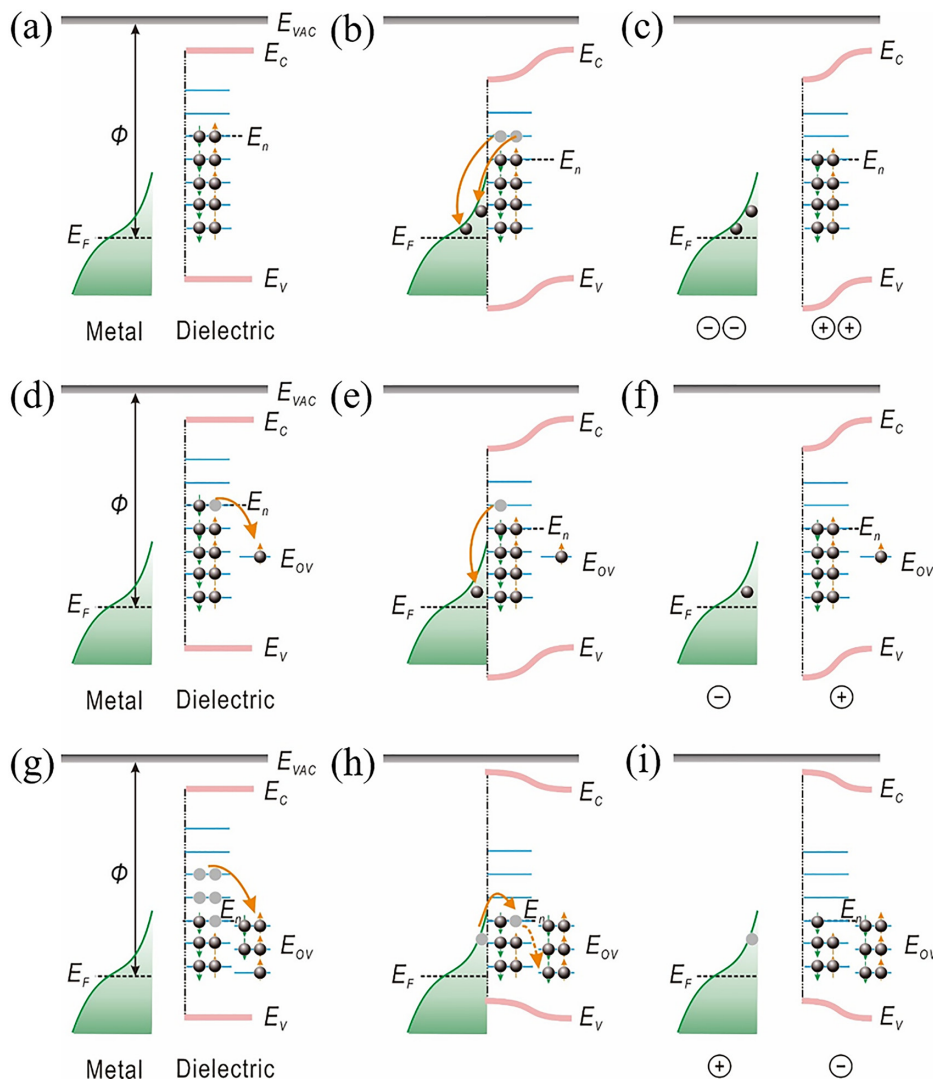 (a)
E_VAC
E_C
Φ
E_n
E_F
E_V
Metal
Dielectric
(b)
E_C
E_n
E_F
E_V
(c)
E_C
E_n
E_F
E_V
− − + +
(d)
E_VAC
E_C
Φ
E_n
E_OV
E_F
E_V
Metal
Dielectric
(e)
E_C
E_n
E_OV
E_F
E_V
(f)
E_C
E_n
E_OV
E_F
E_V
− +
(g)
E_VAC
E_C
Φ
E_n
E_OV
E_F
E_V
Metal
Dielectric
(h)
E_C
E_n
E_OV
E_F
E_V
(i)
E_C
E_n
E_OV
E_F
E_V
+ −